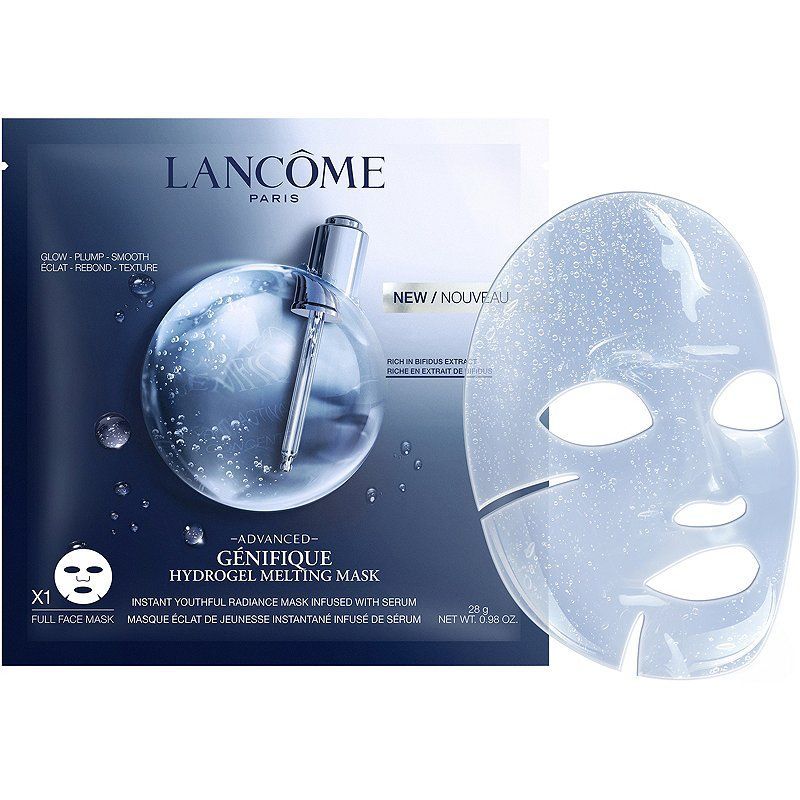 LANCÔME
PARIS
GLOW - PLUMP - SMOOTH
ÉCLAT - REBOND - TEXTURE
NEW / NOUVEAU
RICH IN BIFIDUS EXTRACT
RICHE EN EXTRAIT DE BIFIDUS
–ADVANCED–
GÉNIFIQUE
HYDROGEL MELTING MASK
X1
FULL FACE MASK
INSTANT YOUTHFUL RADIANCE MASK INFUSED WITH SERUM
MASQUE ÉCLAT DE JEUNESSE INSTANTANÉ INFUSÉ DE SÉRUM
28 g
NET WT. 0.98 OZ.